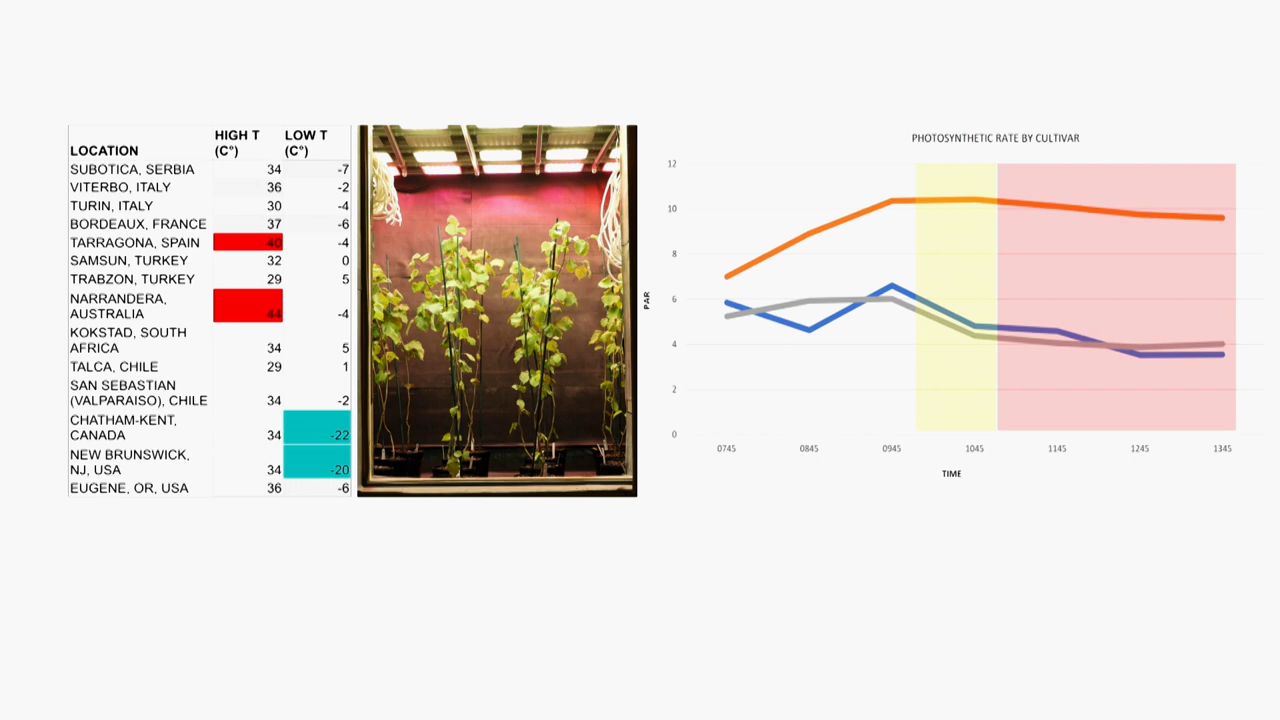 LOCATION HIGH T (C°) LOW T (C°)
SUBOTICA, SERBIA 34 -7
VITERBO, ITALY 36 -2
TURIN, ITALY 30 -4
BORDEAUX, FRANCE 37 -6
TARRAGONA, SPAIN 40 -4
SAMSUN, TURKEY 32 0
TRABZON, TURKEY 29 5
NARRANDERA,
AUSTRALIA 44 -4
KOKSTAD, SOUTH
AFRICA 34 5
TALCA, CHILE 29 1
SAN SEBASTIAN
(VALPARAISO), CHILE 34 -2
CHATHAM-KENT,
CANADA 34 -22
NEW BRUNSWICK,
NJ, USA 34 -20
EUGENE, OR, USA 36 -6
PHOTOSYNTHETIC RATE BY CULTIVAR
12
10
8
6
4
2
0
PAR
0745 0845 0945 1045 1145 1245 1345
TIME